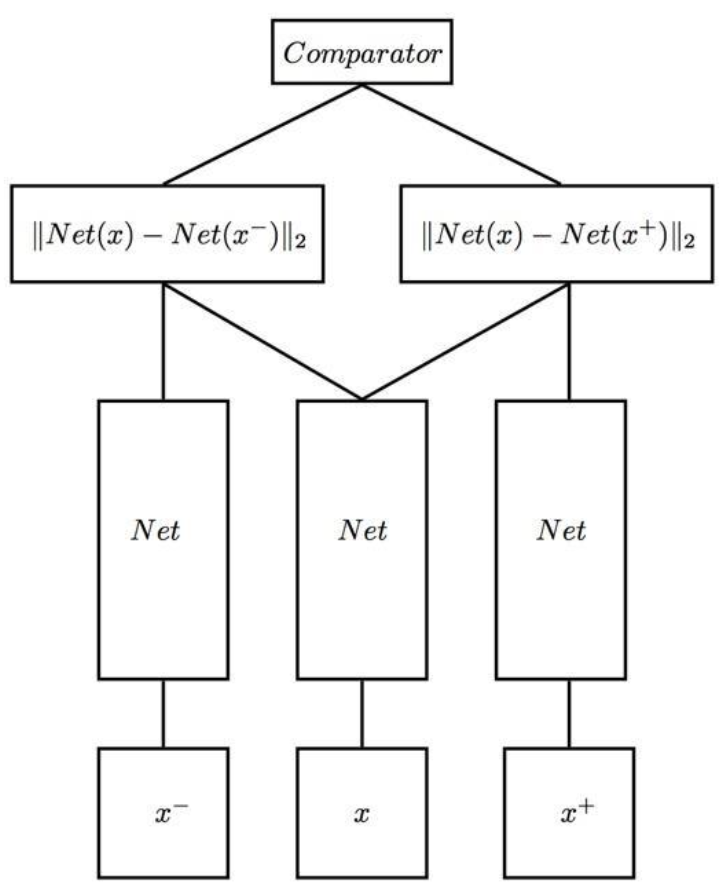 Comparator
‖Net(x) − Net(x⁻)‖₂
‖Net(x) − Net(x⁺)‖₂
Net
Net
Net
x⁻
x
x⁺